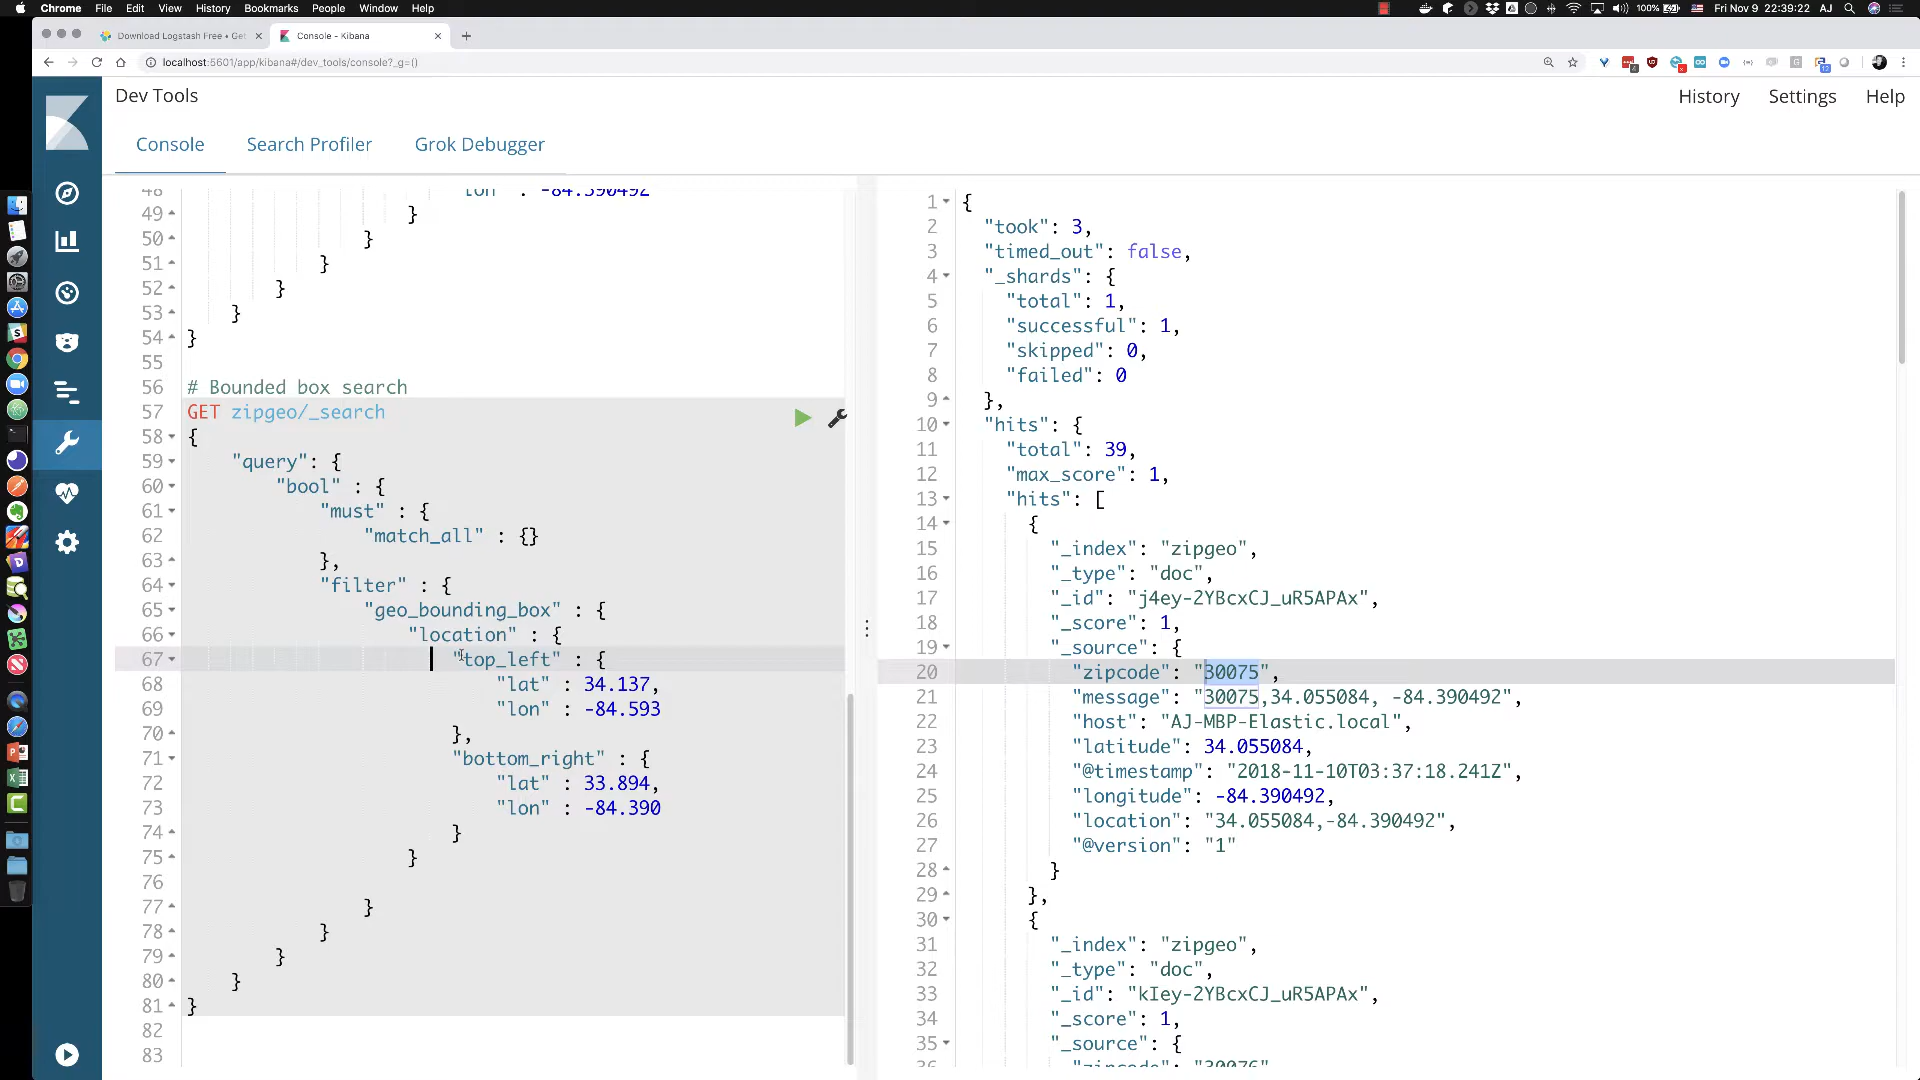 Chrome File Edit View History Bookmarks People Window Help
100% Fri Nov 9 22:39:22 AJ
Download Logstash Free • Get
Console - Kibana
localhost:5601/app/kibana#/dev_tools/console?_g=()
Dev Tools
History Settings Help
Console Search Profiler Grok Debugger
48 "lon" : -84.390492
49 }
50 }
51 }
52 }
53 }
54 }
55
56 # Bounded box search
57 GET zipgeo/_search
58 {
59 "query": {
60 "bool" : {
61 "must" : {
62 "match_all" : {}
63 },
64 "filter" : {
65 "geo_bounding_box" : {
66 "location" : {
67 "top_left" : {
68 "lat" : 34.137,
69 "lon" : -84.593
70 },
71 "bottom_right" : {
72 "lat" : 33.894,
73 "lon" : -84.390
74 }
75 }
76
77 }
78 }
79 }
80 }
81 }
82
83
1 {
2 "took": 3,
3 "timed_out": false,
4 "_shards": {
5 "total": 1,
6 "successful": 1,
7 "skipped": 0,
8 "failed": 0
9 },
10 "hits": {
11 "total": 39,
12 "max_score": 1,
13 "hits": [
14 {
15 "_index": "zipgeo",
16 "_type": "doc",
17 "_id": "j4ey-2YBcxCJ_uR5APAx",
18 "_score": 1,
19 "_source": {
20 "zipcode": "30075",
21 "message": "30075,34.055084, -84.390492",
22 "host": "AJ-MBP-Elastic.local",
23 "latitude": 34.055084,
24 "@timestamp": "2018-11-10T03:37:18.241Z",
25 "longitude": -84.390492,
26 "location": "34.055084,-84.390492",
27 "@version": "1"
28 }
29 },
30 {
31 "_index": "zipgeo",
32 "_type": "doc",
33 "_id": "kIey-2YBcxCJ_uR5APAx",
34 "_score": 1,
35 "_source": {
36 "zipcode": "30076"